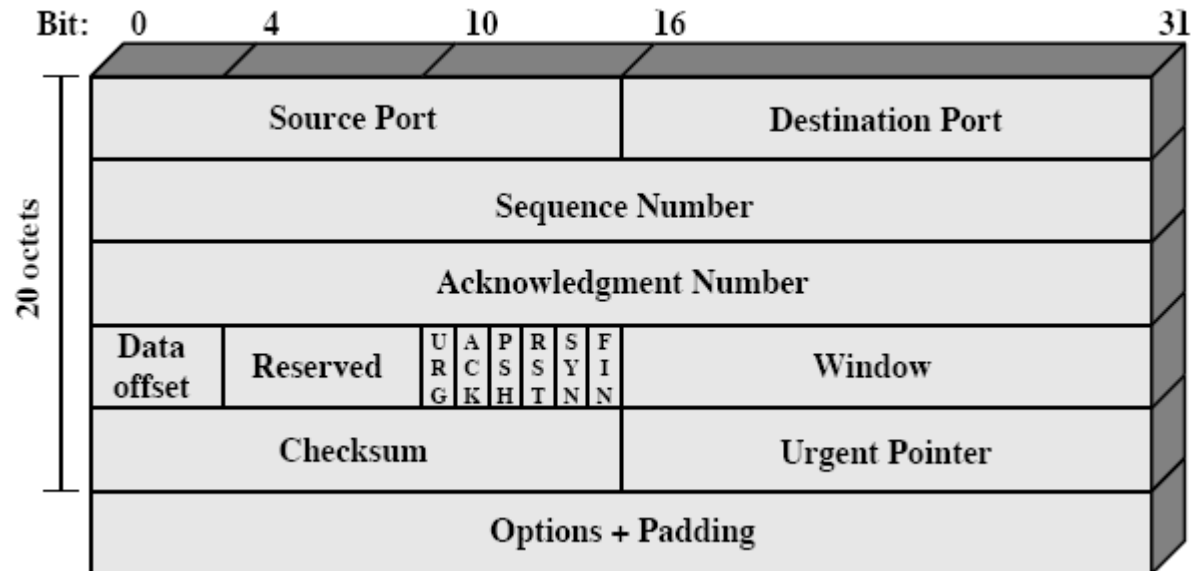 Bit: 0 4 10 16 31
Source Port Destination Port
Sequence Number
Acknowledgment Number
Data offset Reserved URG ACK PSH RST SYN FIN Window
Checksum Urgent Pointer
Options + Padding
20 octets